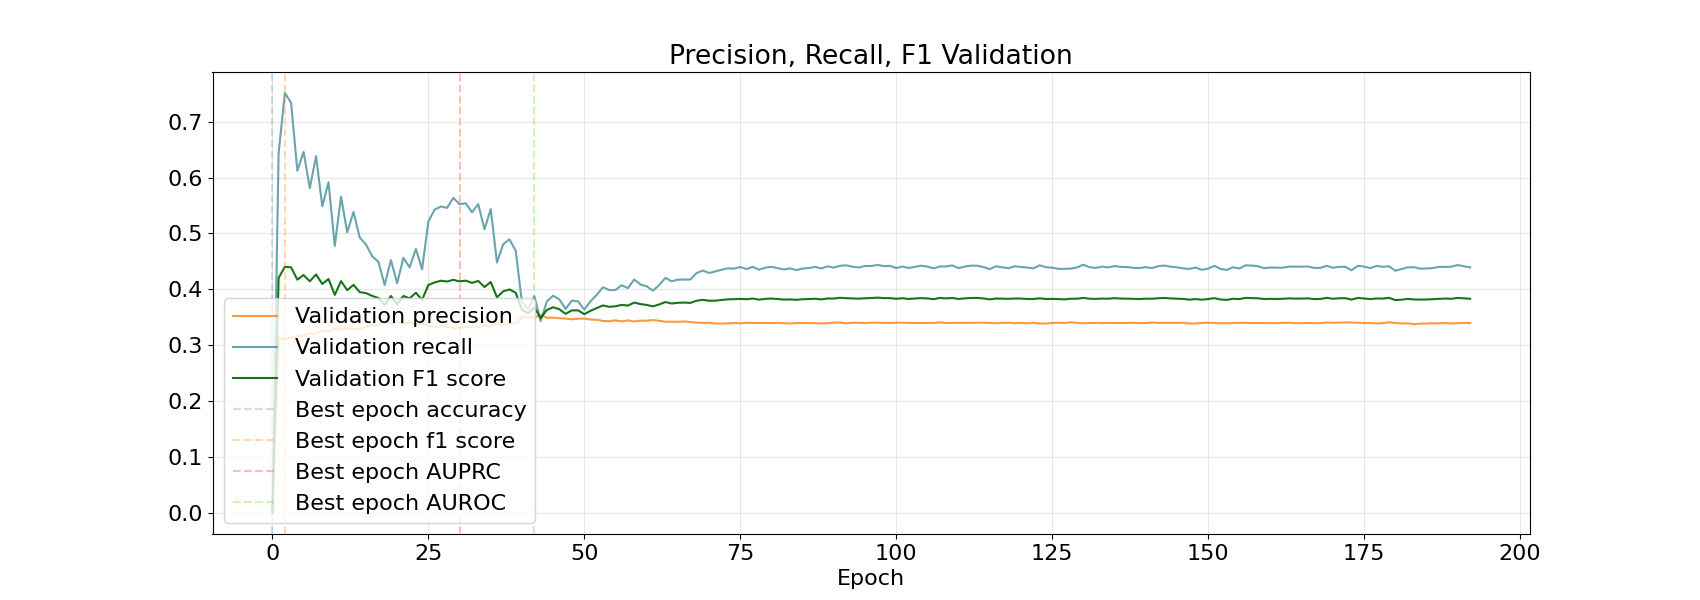 Precision, Recall, F1 Validation
0.7
0.6
0.5
0.4
0.3
0.2
0.1
0.0
Validation precision
Validation recall
Validation F1 score
Best epoch accuracy
Best epoch f1 score
Best epoch AUPRC
Best epoch AUROC
0 25 50 75 100 125 150 175 200
Epoch